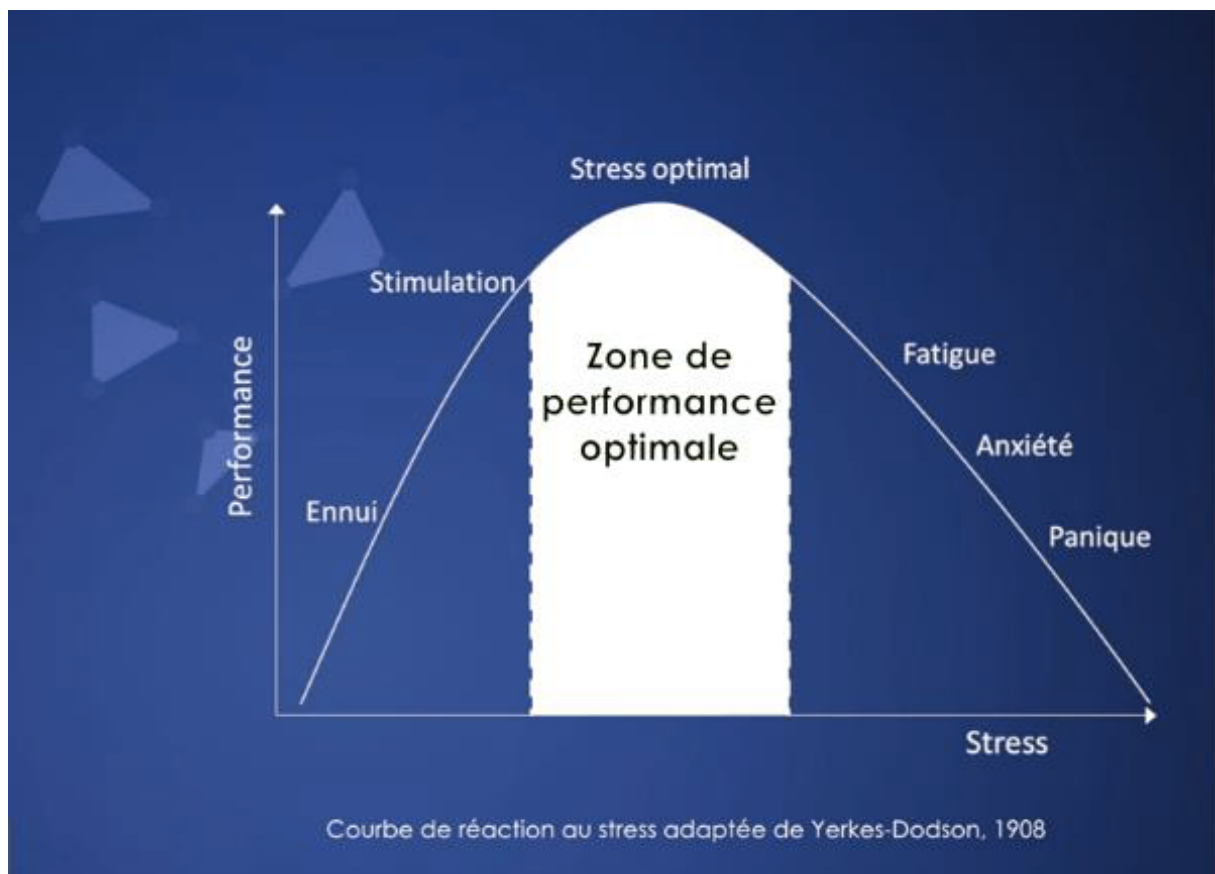 Stress optimal
Stimulation
Zone de
performance
optimale
Fatigue
Performance
Anxiété
Ennui
Panique
Stress
Courbe de réaction au stress adaptée de Yerkes-Dodson, 1908